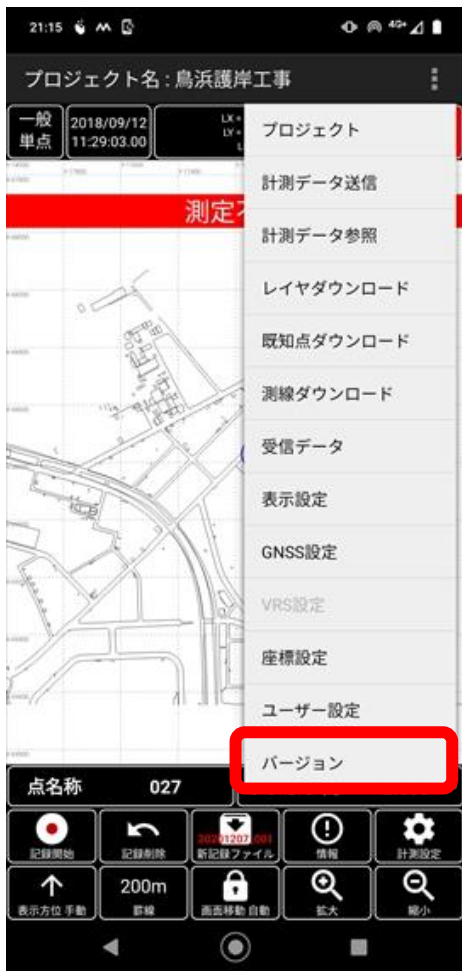 21:15
4G+
プロジェクト名 : 鳥浜護岸工事
一般
単点
2018/09/12
11:29:03.00
LX
LY
プロジェクト
計測データ送信
計測データ参照
レイヤダウンロード
既知点ダウンロード
測線ダウンロード
受信データ
表示設定
GNSS設定
VRS設定
座標設定
ユーザー設定
バージョン
測定
点名称 027
記録開始
記録削除
20201207_001
新記録ファイル
情報
計測設定
表示方位 手動
200m
罫線
画面移動 自動
拡大
縮小